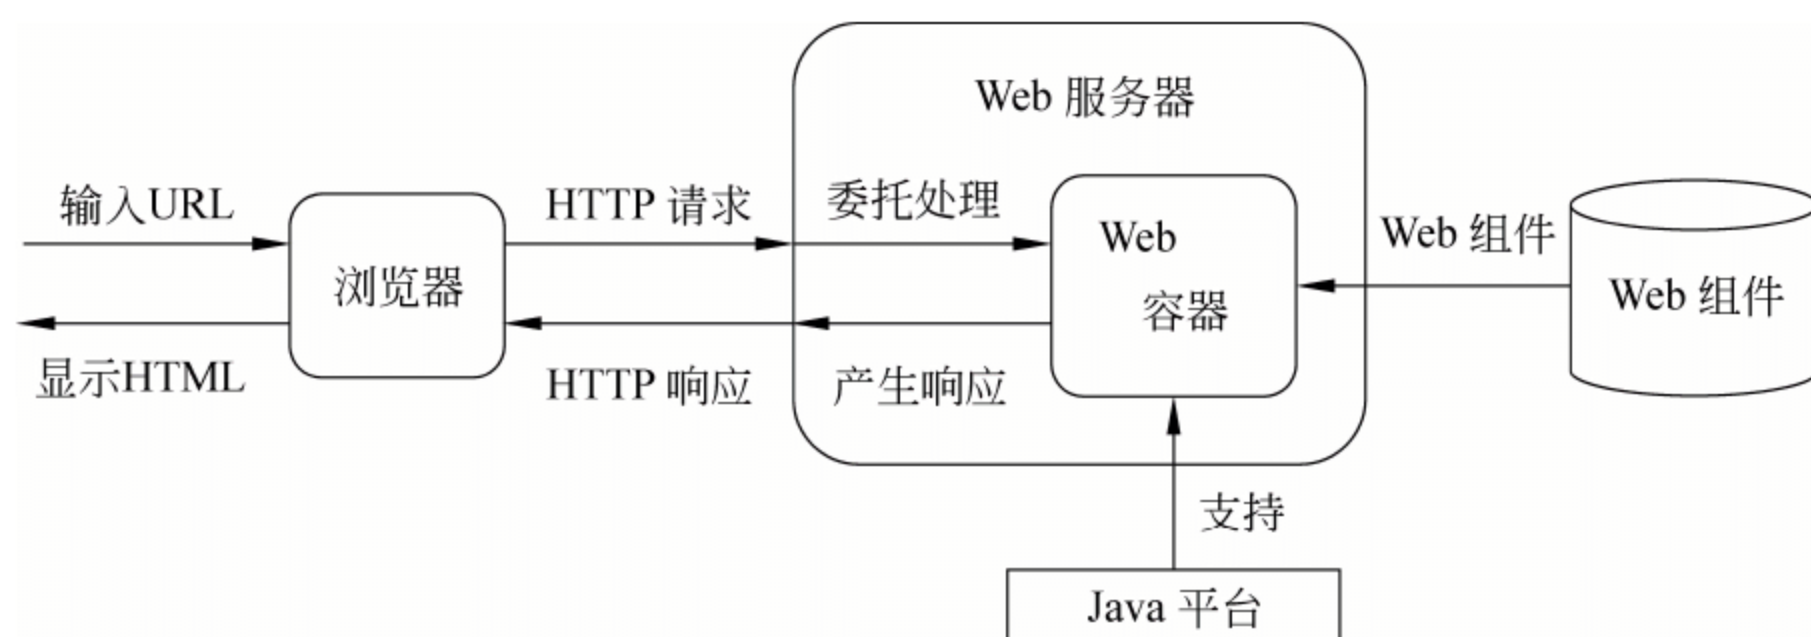 Web 服务器
输入URL
HTTP 请求
委托处理
Web
容器
Web 组件
Web 组件
浏览器
显示HTML
HTTP 响应
产生响应
支持
Java 平台